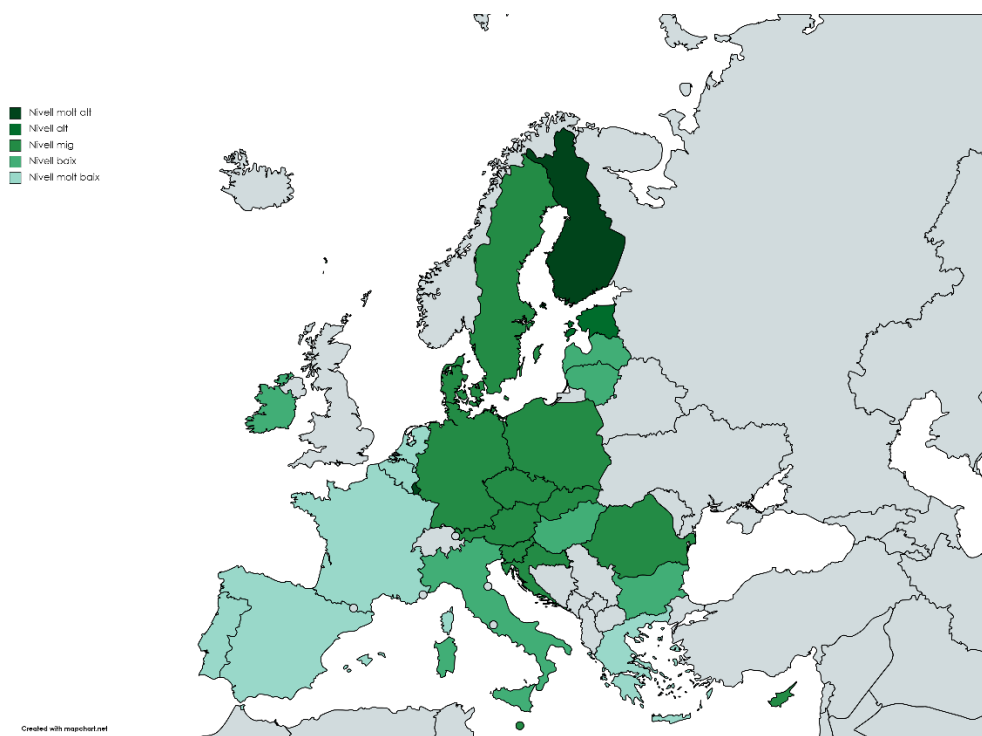 Nivell molt alt
Nivell alt
Nivell mig
Nivell baix
Nivell molt baix
Created with mapchart.net